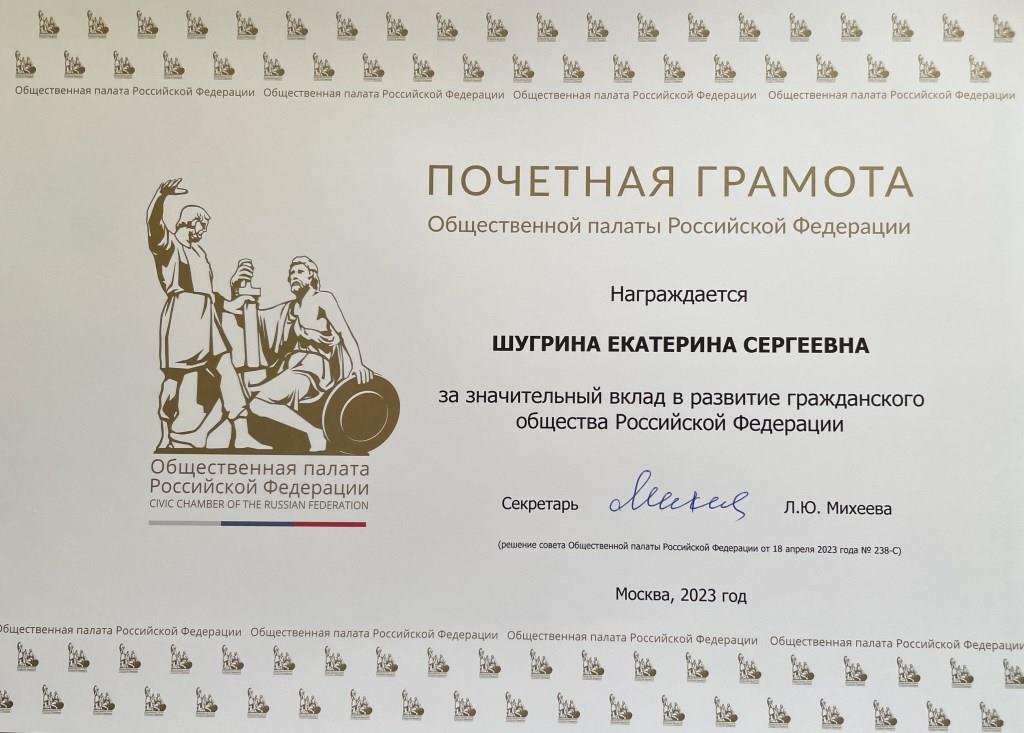 Общественная палата Российской Федерации Общественная палата Российской Федерации Общественная палата Российской Федерации Общественная палата Российской Федерации
ПОЧЕТНАЯ ГРАМОТА
Общественной палаты Российской Федерации
Награждается
ШУГРИНА ЕКАТЕРИНА СЕРГЕЕВНА
за значительный вклад в развитие гражданского
общества Российской Федерации
Общественная палата
Российской Федерации
CIVIC CHAMBER OF THE RUSSIAN FEDERATION
Секретарь Л.Ю. Михеева
(решение совета Общественной палаты Российской Федерации от 18 апреля 2023 года № 238-С)
Москва, 2023 год
Общественная палата Российской Федерации Общественная палата Российской Федерации Общественная палата Российской Федерации Общественная палата Российской Федерации